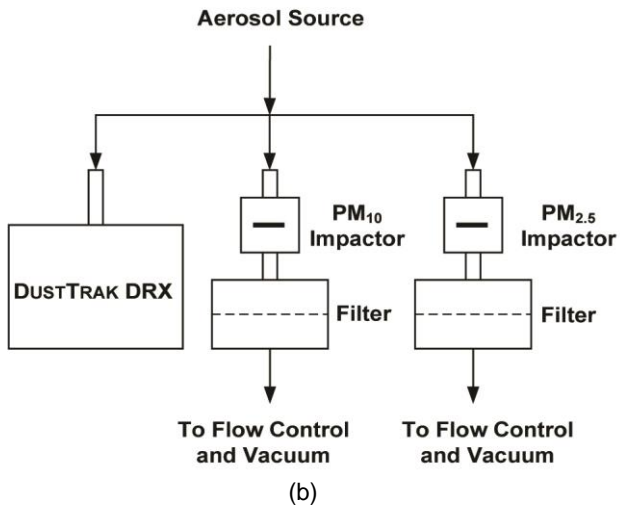 Aerosol Source
PM₁₀
Impactor
PM₂.₅
Impactor
DUSTTRAK DRX
Filter
Filter
To Flow Control
and Vacuum
To Flow Control
and Vacuum
(b)